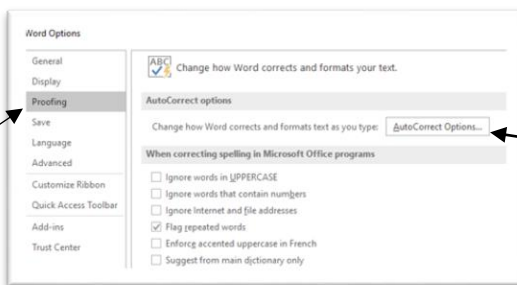 Word Options
General
Display
Proofing
Save
Language
Advanced
Customize Ribbon
Quick Access Toolbar
Add-ins
Trust Center
ABC
Change how Word corrects and formats your text.
AutoCorrect options
Change how Word corrects and formats text as you type:
AutoCorrect Options...
When correcting spelling in Microsoft Office programs
Ignore words in UPPERCASE
Ignore words that contain numbers
Ignore Internet and file addresses
Flag repeated words
Enforce accented uppercase in French
Suggest from main dictionary only